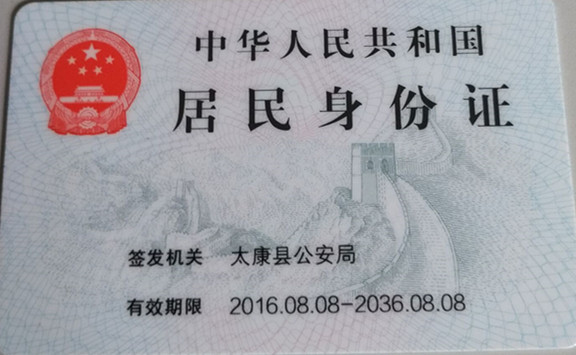 中华人民共和国
居民身份证
签发机关 太康县公安局
有效期限 2016.08.08-2036.08.08